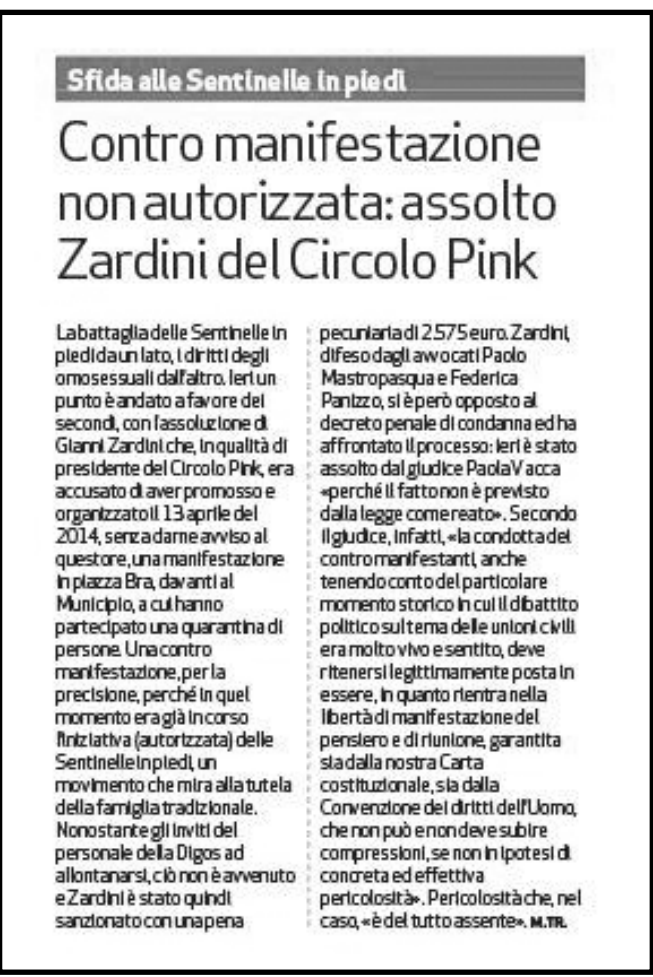 Sfida alle Sentinelle in piedi
Contro manifestazione
non autorizzata: assolto
Zardini del Circolo Pink
La battaglia delle Sentinelle in
piedi da un lato, i diritti degli
omosessuali dall'altro. Ieri un
punto è andato a favore dei
secondi, con l'assoluzione di
Gianni Zardini che, in qualità di
presidente del Circolo Pink, era
accusato di aver promosso e
organizzato il 13 aprile del
2014, senza darne avviso al
questore, una manifestazione
in piazza Bra, davanti al
Municipio, a cui hanno
partecipato una quarantina di
persone. Una contro
manifestazione, per la
precisione, perché in quel
momento era già in corso
l'iniziativa (autorizzata) delle
Sentinelle in piedi, un
movimento che mira alla tutela
della famiglia tradizionale.
Nonostante gli inviti del
personale della Digos ad
allontanarsi, ciò non è avvenuto
e Zardini è stato quindi
sanzionato con una pena
pecuniaria di 2.575 euro. Zardini,
difeso dagli avvocati Paolo
Mastropasqua e Federica
Panizzo, si è però opposto al
decreto penale di condanna ed ha
affrontato il processo: ieri è stato
assolto dal giudice Paola Vacca
«perché il fatto non è previsto
dalla legge come reato». Secondo
il giudice, infatti, «la condotta dei
contro manifestanti, anche
tenendo conto del particolare
momento storico in cui il dibattito
politico sul tema delle unioni civili
era molto vivo e sentito, deve
ritenersi legittimamente posta in
essere, in quanto rientra nella
libertà di manifestazione del
pensiero e di riunione, garantita
sia dalla nostra Carta
costituzionale, sia dalla
Convenzione dei diritti dell'Uomo,
che non può e non deve subire
compressioni, se non in ipotesi di
concreta ed effettiva
pericolosità». Pericolosità che, nel
caso, «è del tutto assente». M.TR.